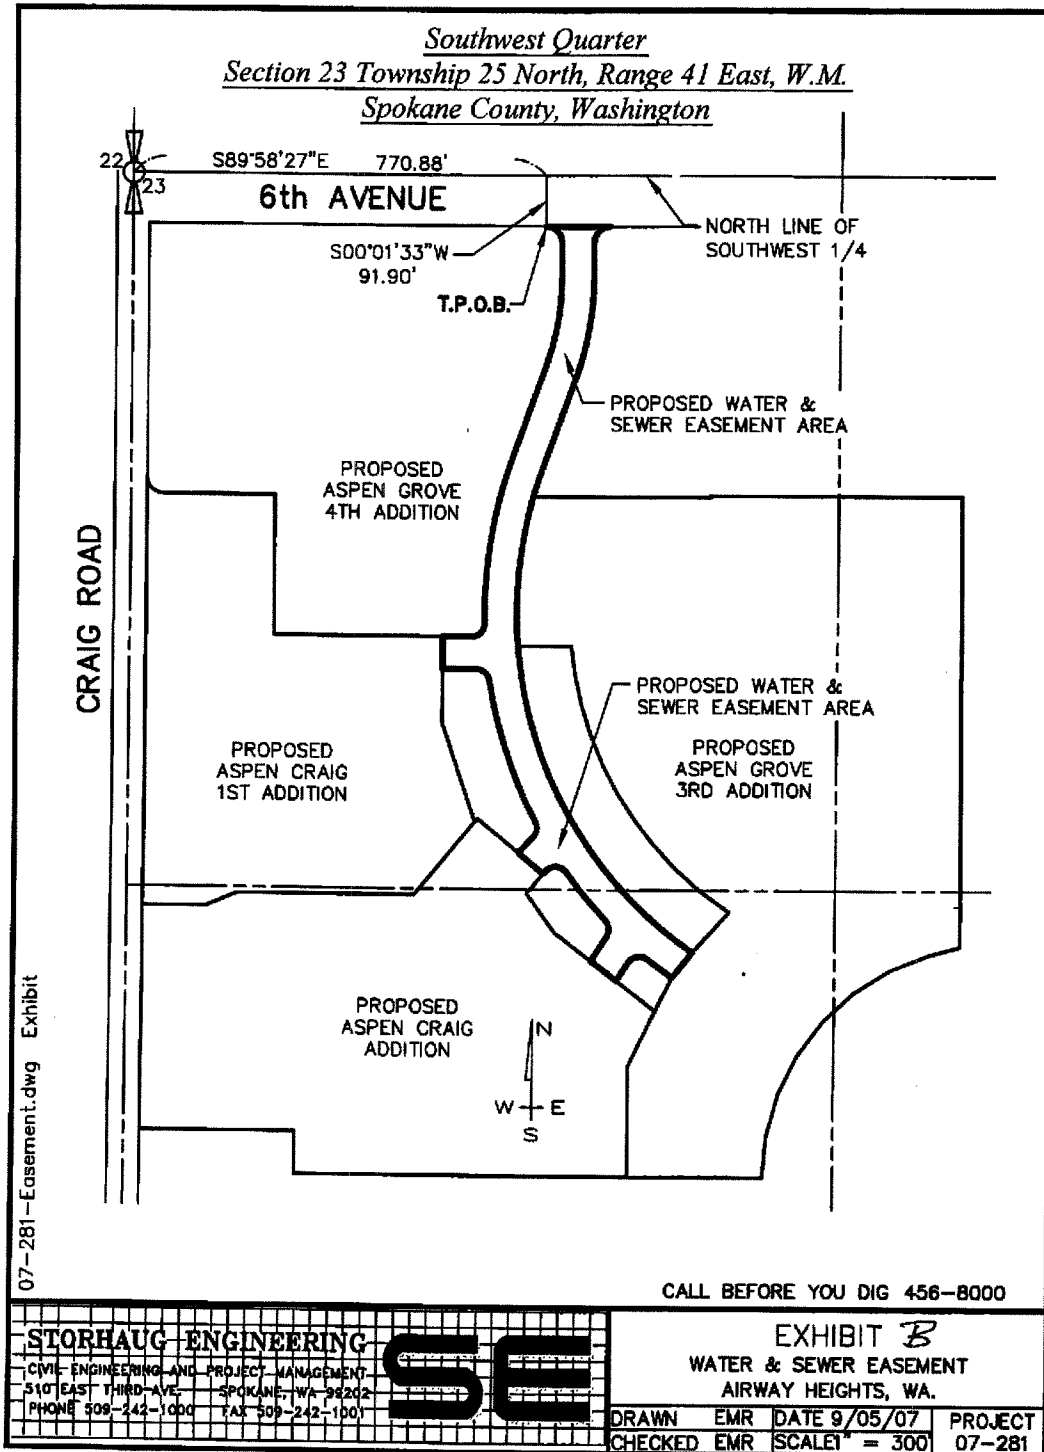 Southwest Quarter
Section 23 Township 25 North, Range 41 East, W.M.
Spokane County, Washington
22
23
S89°58'27"E 770.88'
6th AVENUE
NORTH LINE OF
SOUTHWEST 1/4
S00°01'33"W
91.90'
T.P.O.B.
PROPOSED WATER &
SEWER EASEMENT AREA
PROPOSED
ASPEN GROVE
4TH ADDITION
CRAIG ROAD
PROPOSED WATER &
SEWER EASEMENT AREA
PROPOSED
ASPEN GROVE
3RD ADDITION
PROPOSED
ASPEN CRAIG
1ST ADDITION
PROPOSED
ASPEN CRAIG
ADDITION
N
W E
S
07-281-Easement.dwg Exhibit
CALL BEFORE YOU DIG 456-8000
STORHAUG ENGINEERING
CIVIL ENGINEERING AND PROJECT MANAGEMENT
510 EAST THIRD AVE. SPOKANE, WA 99202
PHONE 509-242-1000 FAX 509-242-1001
SE
EXHIBIT B
WATER & SEWER EASEMENT
AIRWAY HEIGHTS, WA.
DRAWN EMR DATE 9/05/07 PROJECT
CHECKED EMR SCALE1" = 300' 07-281